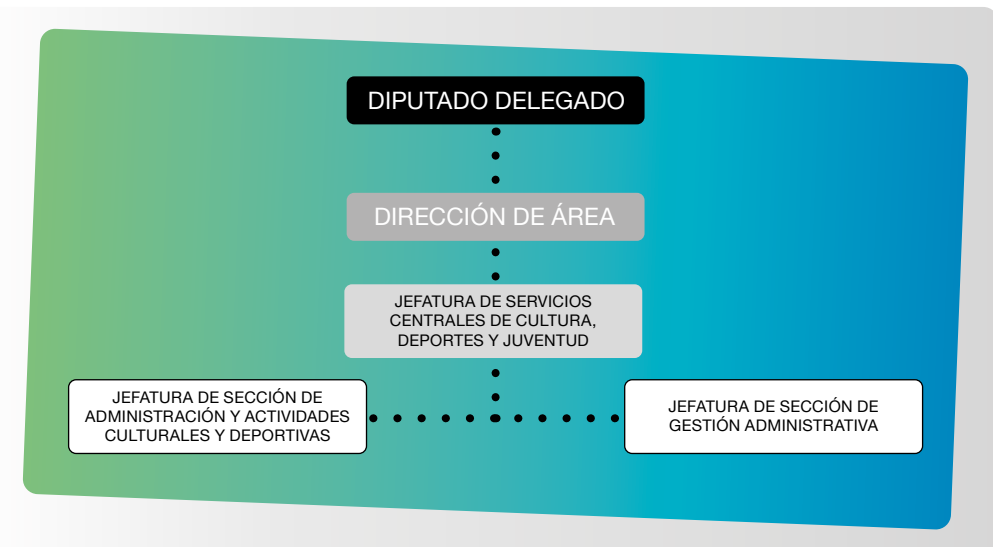 DIPUTADO DELEGADO
DIRECCIÓN DE ÁREA
JEFATURA DE SERVICIOS
CENTRALES DE CULTURA,
DEPORTES Y JUVENTUD
JEFATURA DE SECCIÓN DE
ADMINISTRACIÓN Y ACTIVIDADES
CULTURALES Y DEPORTIVAS
JEFATURA DE SECCIÓN DE
GESTIÓN ADMINISTRATIVA